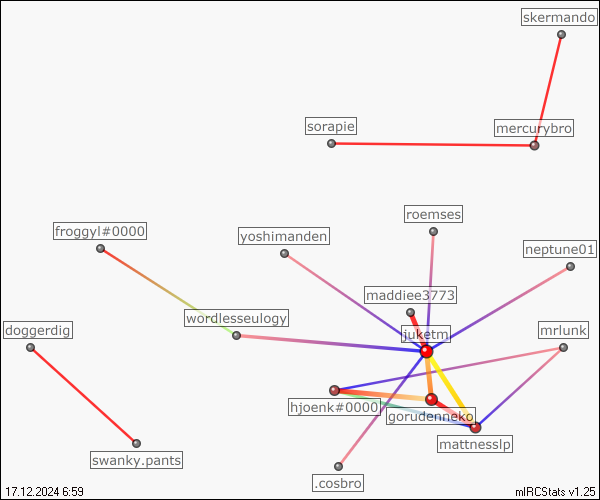 skermando
sorapie
mercurybro
roemses
froggyl#0000
yoshimanden
neptune01
maddiee3773
wordlesseulogy
doggerdig
juketm
mrlunk
hjoenk#0000
gorudenneko
mattnesslp
swanky.pants
.cosbro
17.12.2024 6:59
mIRCStats v1.25